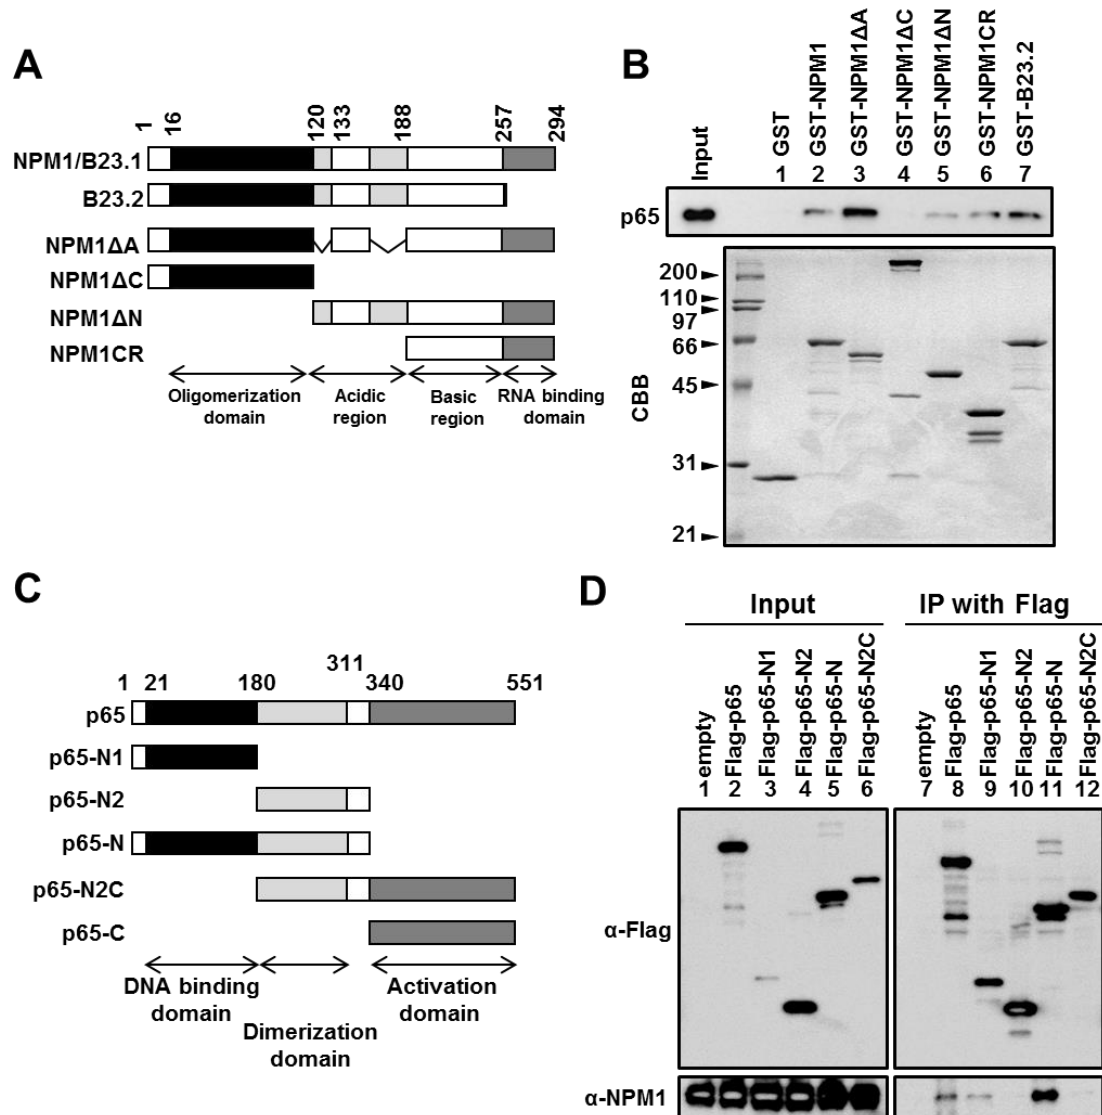 A
1 16 120 133 188 257 294
NPM1/B23.1
B23.2
NPM1ΔA
NPM1ΔC
NPM1ΔN
NPM1CR
Oligomerization domain
Acidic region
Basic region
RNA binding domain
B
Input
1 GST
2 GST-NPM1
3 GST-NPM1ΔA
4 GST-NPM1ΔC
5 GST-NPM1ΔN
6 GST-NPM1CR
7 GST-B23.2
p65
200
110
97
66
45
31
21
CBB
C
1 21 180 311 340 551
p65
p65-N1
p65-N2
p65-N
p65-N2C
p65-C
DNA binding domain
Dimerization domain
Activation domain
D
Input
IP with Flag
1 empty
2 Flag-p65
3 Flag-p65-N1
4 Flag-p65-N2
5 Flag-p65-N
6 Flag-p65-N2C
7 empty
8 Flag-p65
9 Flag-p65-N1
10 Flag-p65-N2
11 Flag-p65-N
12 Flag-p65-N2C
α-Flag
α-NPM1